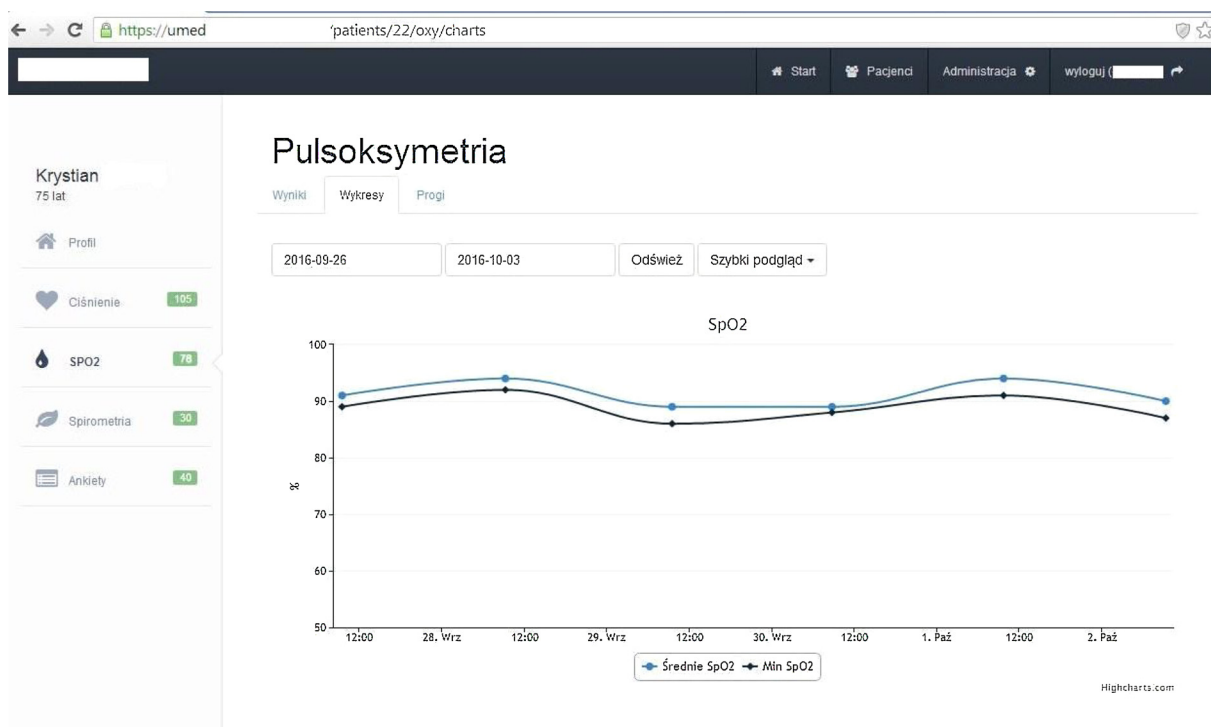 https://umed 'patients/22/oxy/charts
Start Pacjenci Administracja wyloguj (
Pulsoksymetria
Krystian
75 lat
Wyniki Wykresy Progi
Profil
2016-09-26 2016-10-03 Odśwież Szybki podgląd
Ciśnienie 105
SPO2 78
Spirometria 30
Ankiety 40
SpO2
100
90
80
70
60
50
%
12:00 28. Wrz 12:00 29. Wrz 12:00 30. Wrz 12:00 1. Paź 12:00 2. Paź
Średnie SpO2 Min SpO2
Highcharts.com